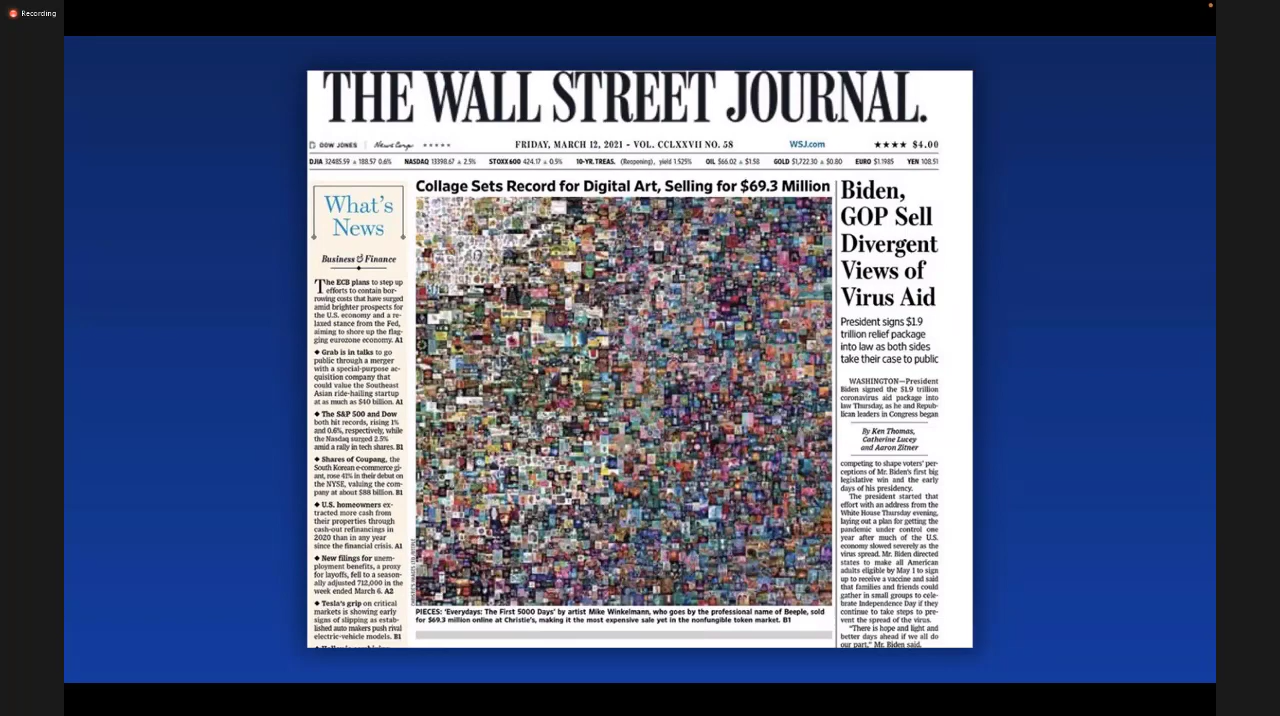 Recording
THE WALL STREET JOURNAL.
DOW JONES | News Corp ★★★★★
FRIDAY, MARCH 12, 2021 - VOL. CCLXXVII NO. 58
WSJ.com
★★★★ $4.00
DJIA 32485.59 ▲ 188.57 0.6% NASDAQ 13398.67 ▲ 2.5% STOXX 600 424.17 ▲ 0.5% 10-YR.TREAS. (Reopening), yield 1.525% OIL $66.02 ▲ $1.58 GOLD $1,722.30 ▲ $0.80 EURO $1.1985 YEN 108.51
What's
News
Business & Finance
The ECB plans to step up
efforts to contain bor-
rowing costs that have surged
amid brighter prospects for
the U.S. economy and a re-
laxed stance from the Fed,
aiming to shore up the flag-
ging eurozone economy. A1
◆ Grab is in talks to go
public through a merger
with a special-purpose ac-
quisition company that
could value the Southeast
Asian ride-hailing startup
at as much as $40 billion. A1
◆ The S&P 500 and Dow
both hit records, rising 1%
and 0.6%, respectively, while
the Nasdaq surged 2.5%
amid a rally in tech shares. B1
◆ Shares of Coupang, the
South Korean e-commerce gi-
ant, rose 41% in their debut on
the NYSE, valuing the com-
pany at about $88 billion. B1
◆ U.S. homeowners ex-
tracted more cash from
their properties through
cash-out refinancings in
2020 than in any year
since the financial crisis. A1
◆ New filings for unem-
ployment benefits, a proxy
for layoffs, fell to a season-
ally adjusted 712,000 in the
week ended March 6. A2
◆ Tesla's grip on critical
markets is showing early
signs of slipping as estab-
lished auto makers push rival
electric-vehicle models. B1
Collage Sets Record for Digital Art, Selling for $69.3 Million
PIECES: 'Everydays: The First 5000 Days' by artist Mike Winkelmann, who goes by the professional name of Beeple, sold
for $69.3 million online at Christie's, making it the most expensive sale yet in the nonfungible token market. B1
Biden,
GOP Sell
Divergent
Views of
Virus Aid
President signs $1.9
trillion relief package
into law as both sides
take their case to public
WASHINGTON—President
Biden signed the $1.9 trillion
coronavirus aid package into
law Thursday, as he and Repub-
lican leaders in Congress began
By Ken Thomas,
Catherine Lucey
and Aaron Zitner
competing to shape voters' per-
ceptions of Mr. Biden's first big
legislative win and the early
days of his presidency.
The president started that
effort with an address from the
White House Thursday evening,
laying out a plan for getting the
pandemic under control one
year after much of the U.S.
economy slowed severely as the
virus spread. Mr. Biden directed
states to make all American
adults eligible by May 1 to sign
up to receive a vaccine and said
that families and friends could
gather in small groups to cele-
brate Independence Day if they
continue to take steps to pre-
vent the spread of the virus.
"There is hope and light and
better days ahead if we all do
our part," Mr. Biden said.